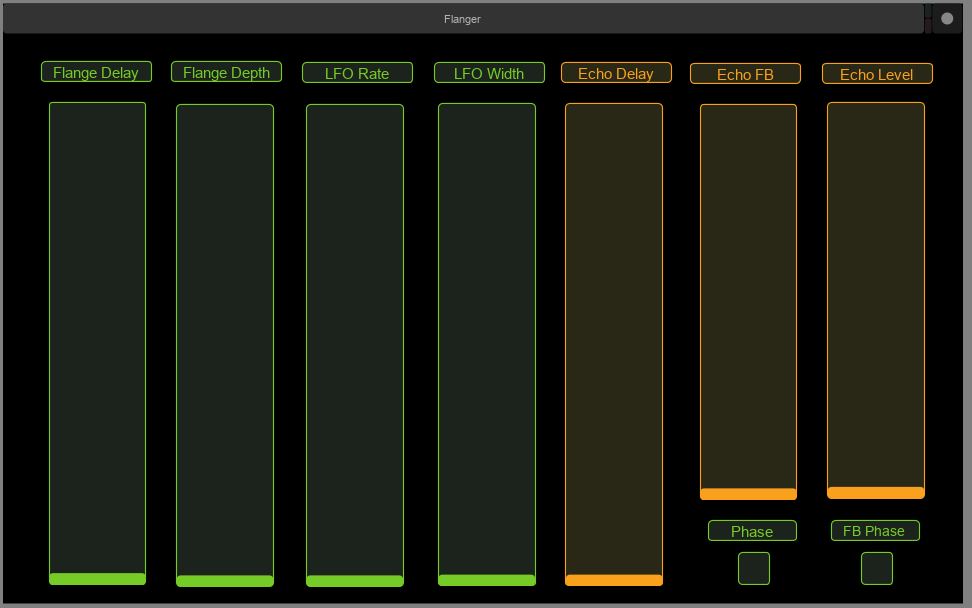 Flanger
Flange Delay
Flange Depth
LFO Rate
LFO Width
Echo Delay
Echo FB
Echo Level
Phase
FB Phase